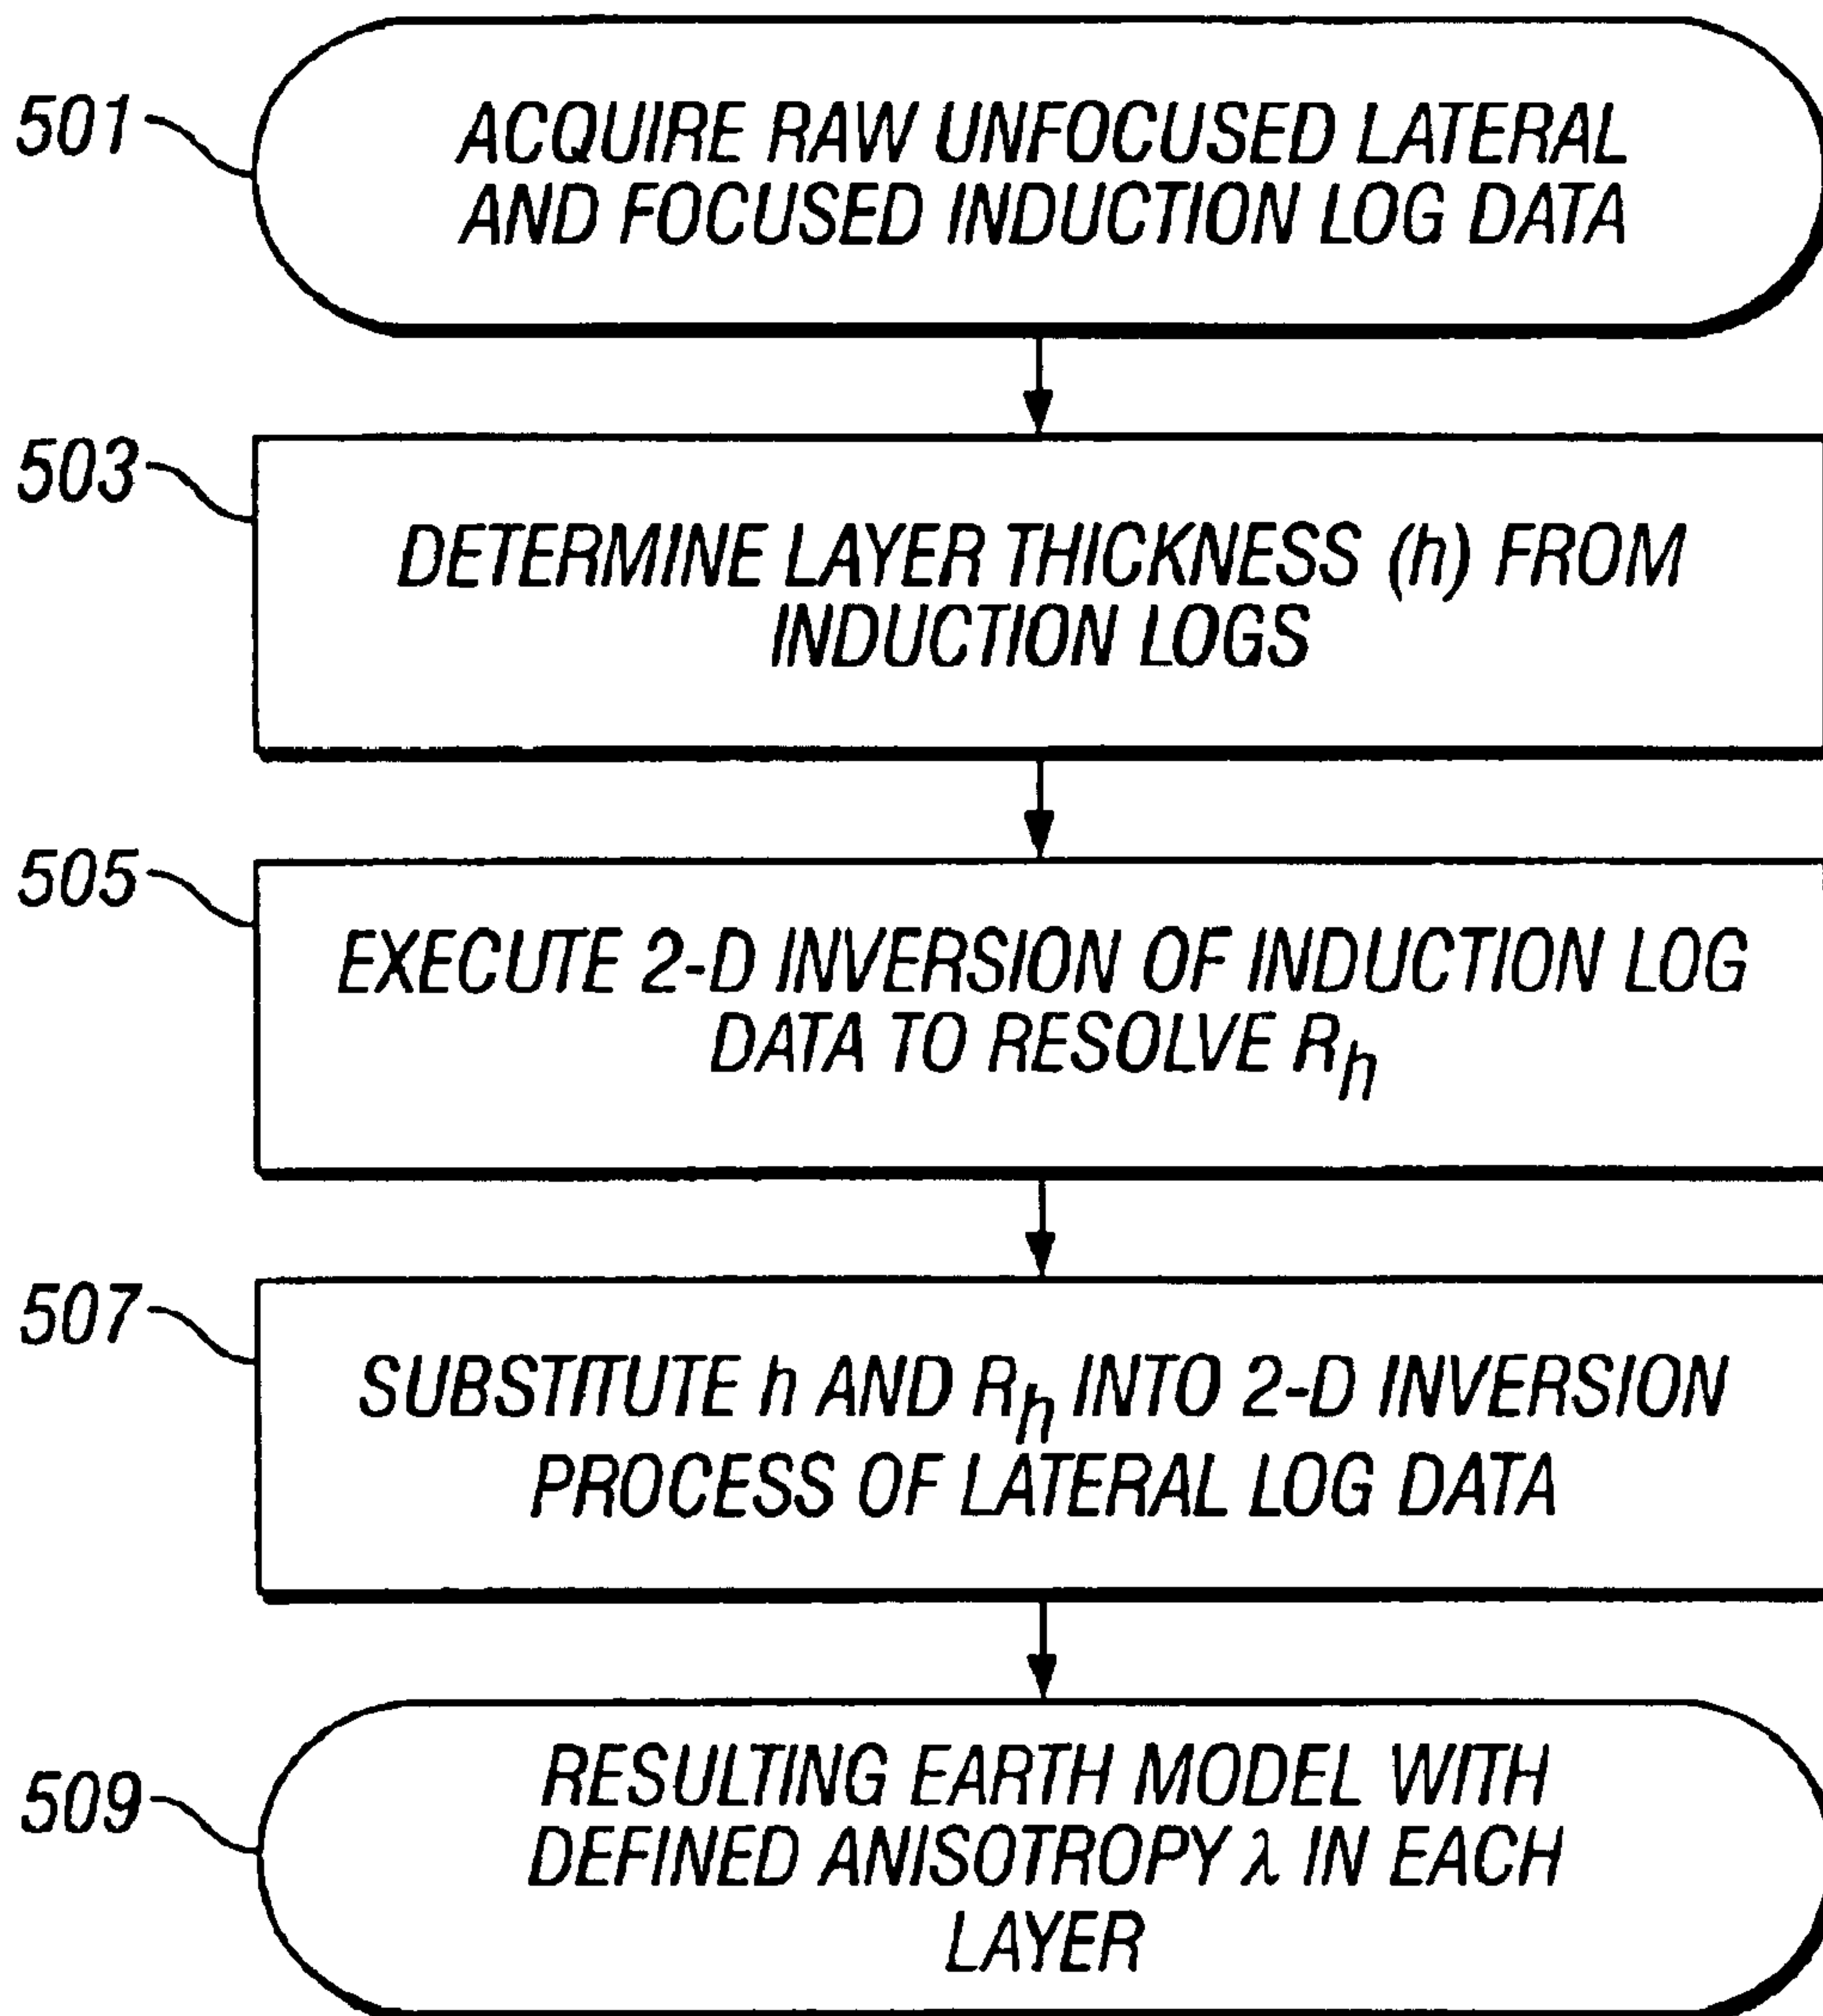 501
ACQUIRE RAW UNFOCUSED LATERAL
AND FOCUSED INDUCTION LOG DATA
503
DETERMINE LAYER THICKNESS (h) FROM
INDUCTION LOGS
505
EXECUTE 2-D INVERSION OF INDUCTION LOG
DATA TO RESOLVE Rh
507
SUBSTITUTE h AND Rh INTO 2-D INVERSION
PROCESS OF LATERAL LOG DATA
509
RESULTING EARTH MODEL WITH
DEFINED ANISOTROPY λ IN EACH
LAYER